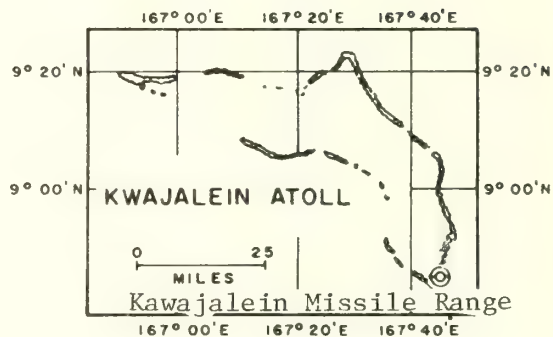 167° 00' E 167° 20' E 167° 40' E
9° 20' N 9° 20' N
9° 00' N 9° 00' N
KWAJALEIN ATOLL
0 25
MILES
Kawajalein Missile Range
167° 00' E 167° 20' E 167° 40' E